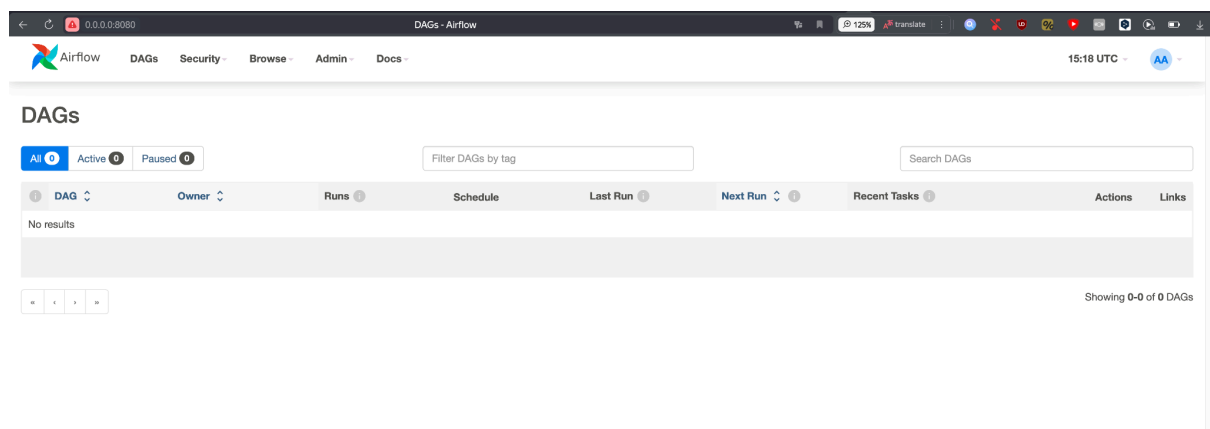 0.0.0.0:8080 DAGs - Airflow 125% translate
Airflow DAGs Security Browse Admin Docs 15:18 UTC AA
DAGs
All 0 Active 0 Paused 0 Filter DAGs by tag Search DAGs
DAG Owner Runs Schedule Last Run Next Run Recent Tasks Actions Links
No results
« ‹ › » Showing 0-0 of 0 DAGs